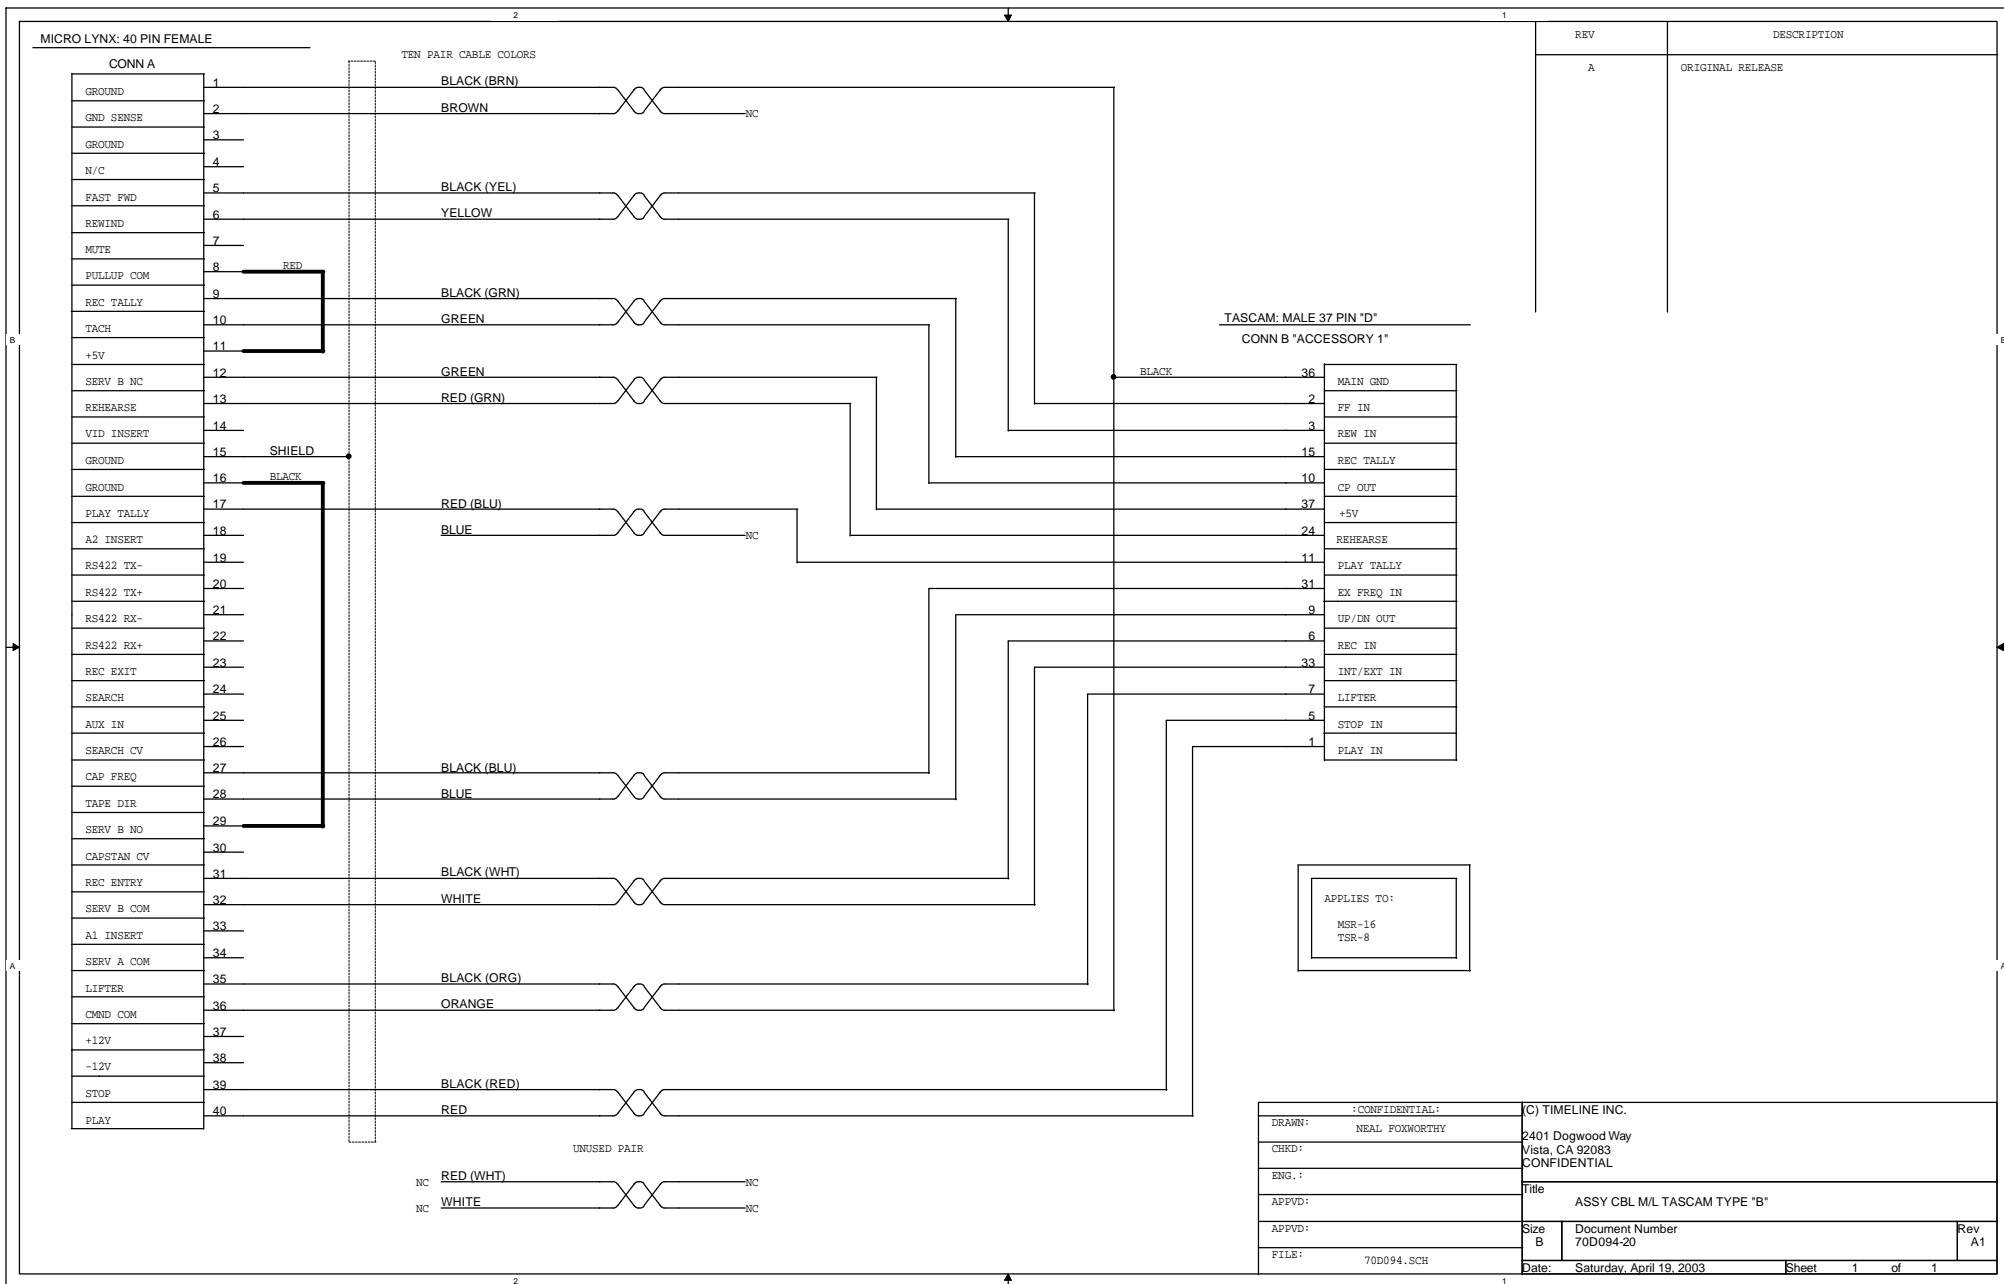 2
1
MICRO LYNX: 40 PIN FEMALE
CONN A
TEN PAIR CABLE COLORS
REV DESCRIPTION
A ORIGINAL RELEASE
GROUND 1 BLACK (BRN)
GND SENSE 2 BROWN NC
GROUND 3
N/C 4
FAST FWD 5 BLACK (YEL)
REWIND 6 YELLOW
MUTE 7
PULLUP COM 8 RED
REC TALLY 9 BLACK (GRN)
TACH 10 GREEN
+5V 11
SERV B NC 12 GREEN
REHEARSE 13 RED (GRN)
VID INSERT 14
GROUND 15 SHIELD
GROUND 16 BLACK
PLAY TALLY 17 RED (BLU)
A2 INSERT 18 BLUE NC
RS422 TX- 19
RS422 TX+ 20
RS422 RX- 21
RS422 RX+ 22
REC EXIT 23
SEARCH 24
AUX IN 25
SEARCH CV 26
CAP FREQ 27 BLACK (BLU)
TAPE DIR 28 BLUE
SERV B NO 29
CAPSTAN CV 30
REC ENTRY 31 BLACK (WHT)
SERV B COM 32 WHITE
A1 INSERT 33
SERV A COM 34
LIFTER 35 BLACK (ORG)
CMND COM 36 ORANGE
+12V 37
-12V 38
STOP 39 BLACK (RED)
PLAY 40 RED
UNUSED PAIR
NC RED (WHT) NC
NC WHITE NC
TASCAM: MALE 37 PIN "D"
CONN B "ACCESSORY 1"
BLACK 36 MAIN GND
2 FF IN
3 REW IN
15 REC TALLY
10 CP OUT
37 +5V
24 REHEARSE
11 PLAY TALLY
31 EX FREQ IN
9 UP/DN OUT
6 REC IN
33 INT/EXT IN
7 LIFTER
5 STOP IN
1 PLAY IN
B
B
A
A
APPLIES TO:
MSR-16
TSR-8
:CONFIDENTIAL:
DRAWN: NEAL FOXWORTHY
CHKD:
ENG.:
APPVD:
APPVD:
FILE: 70D094.SCH
(C) TIMELINE INC.
2401 Dogwood Way
Vista, CA 92083
CONFIDENTIAL
Title
ASSY CBL M/L TASCAM TYPE "B"
Size Document Number Rev
B 70D094-20 A1
Date: Saturday, April 19, 2003 Sheet 1 of 1
2
1